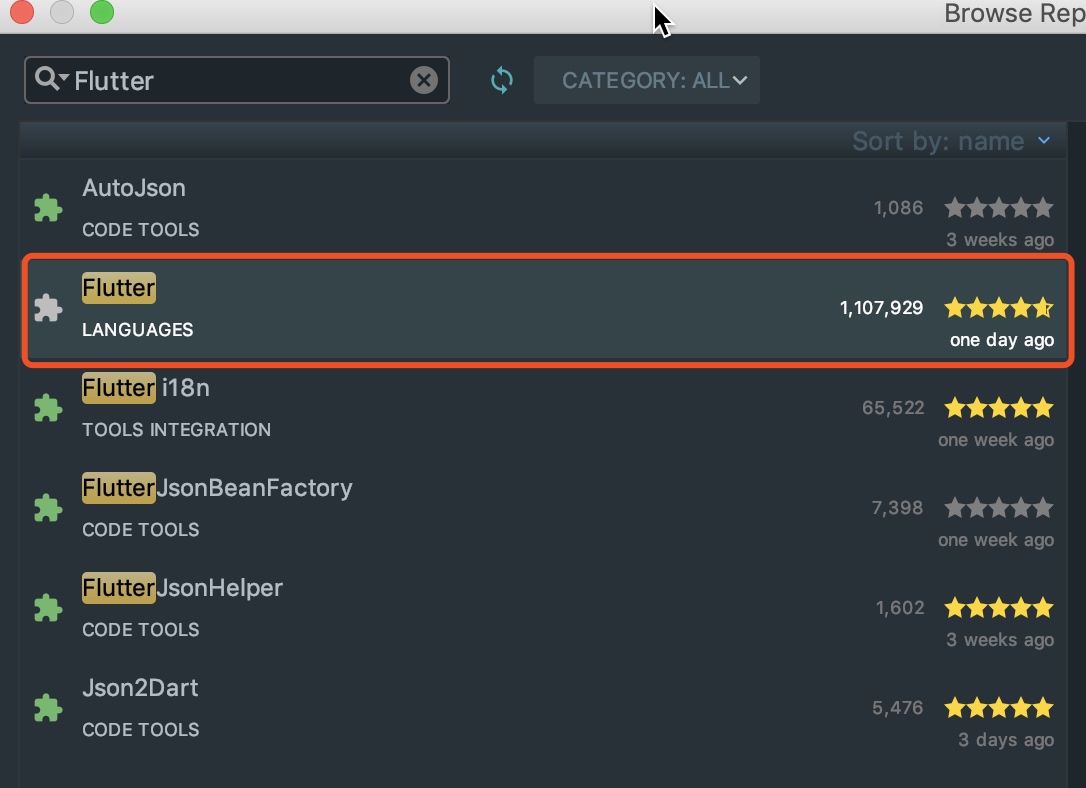 Browse Rep
Flutter
CATEGORY: ALL
Sort by: name
AutoJson
1,086
CODE TOOLS
3 weeks ago
Flutter
1,107,929
LANGUAGES
one day ago
Flutter i18n
65,522
TOOLS INTEGRATION
one week ago
FlutterJsonBeanFactory
7,398
CODE TOOLS
one week ago
FlutterJsonHelper
1,602
CODE TOOLS
3 weeks ago
Json2Dart
5,476
CODE TOOLS
3 days ago